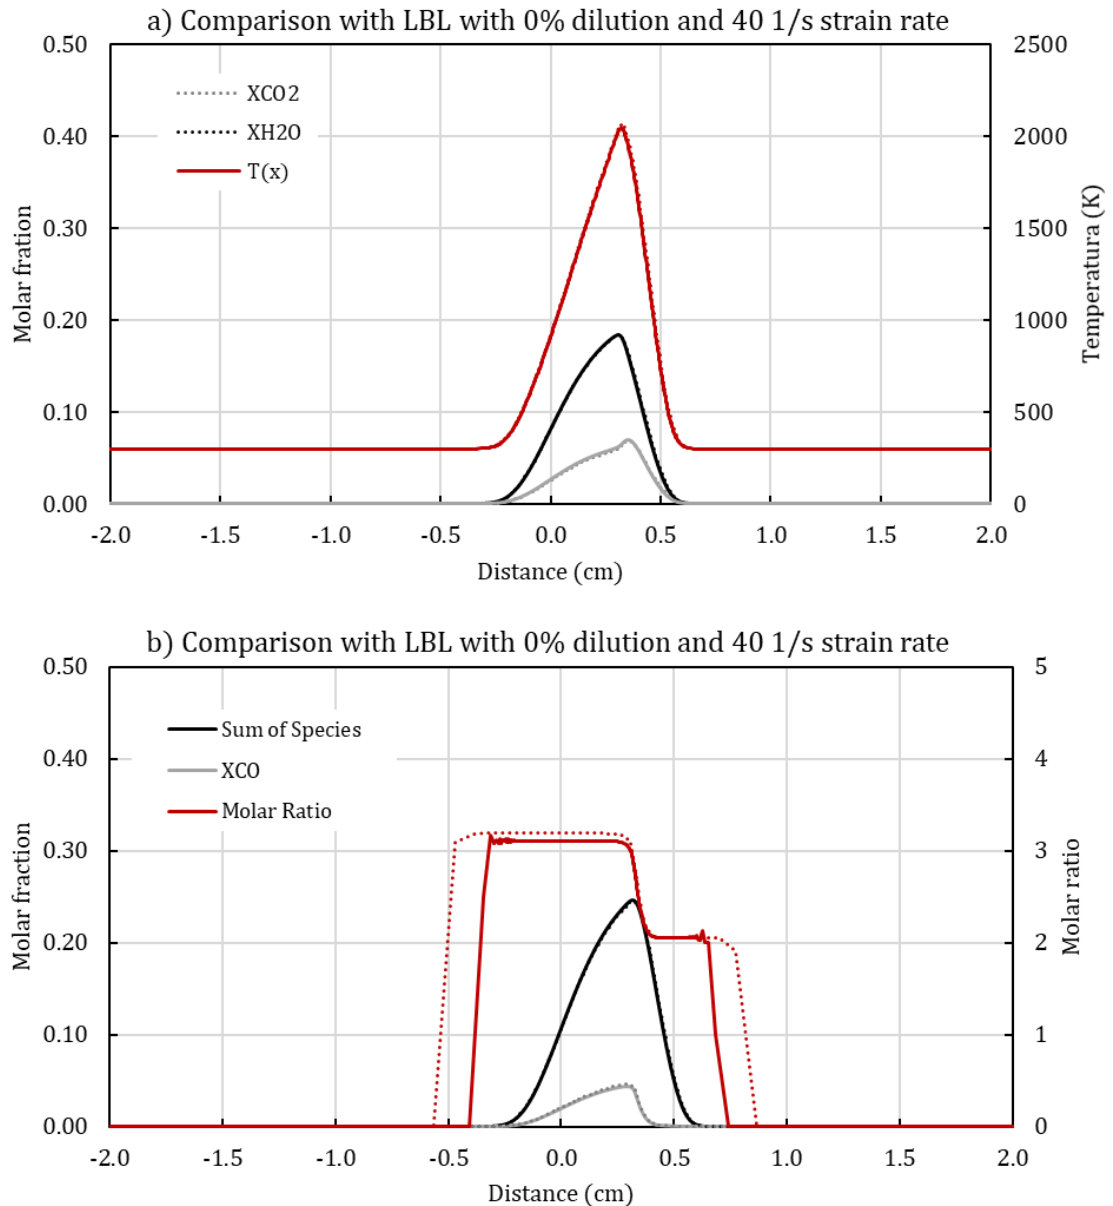 a) Comparison with LBL with 0% dilution and 40 1/s strain rate
0.50
0.40
0.30
0.20
0.10
0.00
Molar fration
XCO2
XH2O
T(x)
2500
2000
1500
1000
500
0
Temperatura (K)
-2.0 -1.5 -1.0 -0.5 0.0 0.5 1.0 1.5 2.0
Distance (cm)
b) Comparison with LBL with 0% dilution and 40 1/s strain rate
0.50
0.40
0.30
0.20
0.10
0.00
Molar fraction
Sum of Species
XCO
Molar Ratio
5
4
3
2
1
0
Molar ratio
-2.0 -1.5 -1.0 -0.5 0.0 0.5 1.0 1.5 2.0
Distance (cm)